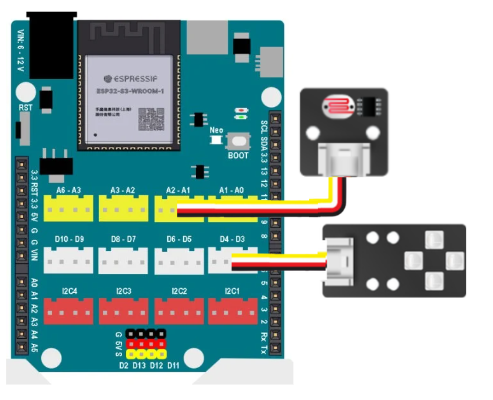 VIN: 6 - 12 V
ESPRESSIF
ESP32-S3-WROOM-1
RST
Neo
BOOT
SCL
SDA
3.3
13
12
9
8
3.3
RST
3.3
5V
G
G
VIN
A6 - A3
A3 - A2
A2 - A1
A1 - A0
D10 - D9
D8 - D7
D6 - D5
D4 - D3
I2C4
I2C3
I2C2
I2C1
A0
A1
A2
A3
A4
A5
5
4
3
2
Rx
Tx
G
5V
S
D2 D13 D12 D11